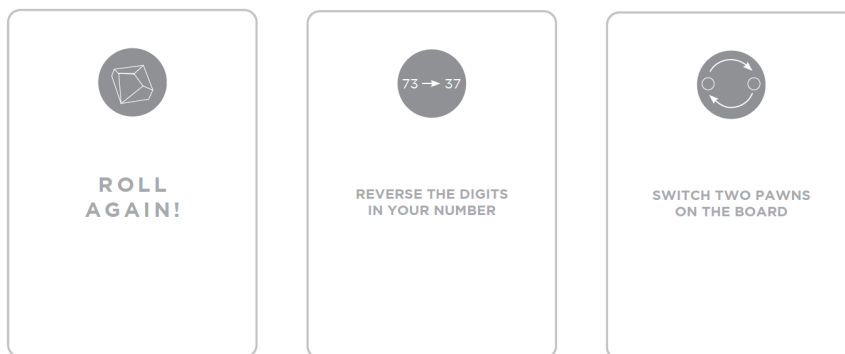 ROLL
AGAIN!
73 → 37
REVERSE THE DIGITS
IN YOUR NUMBER
SWITCH TWO PAWNS
ON THE BOARD